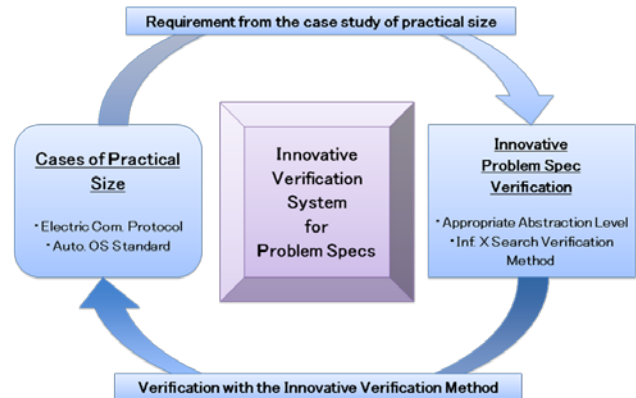 Requirement from the case study of practical size
Cases of Practical
Size
・Electric Com. Protocol
・Auto. OS Standard
Innovative
Verification
System
for
Problem Specs
Innovative
Problem Spec
Verification
・Appropriate Abstraction Level
・Inf. X Search Verification
Method
Verification with the Innovative Verification Method